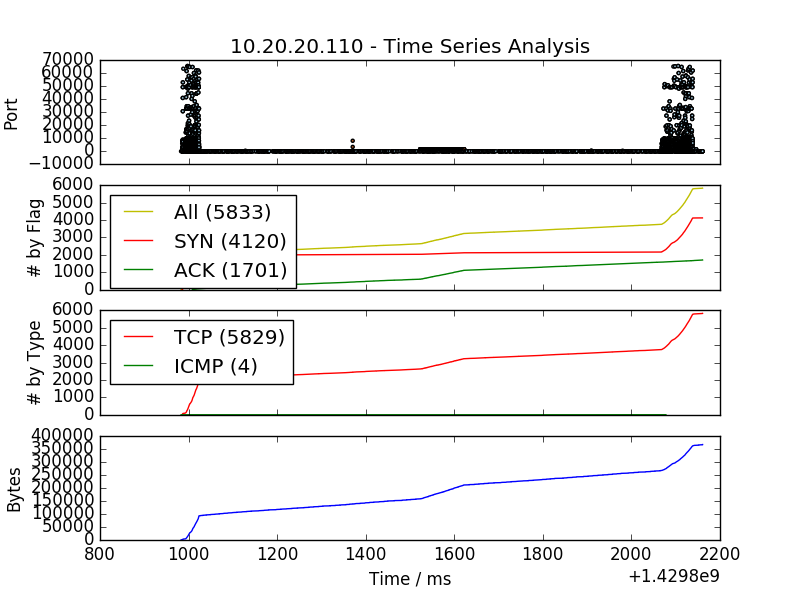 10.20.20.110 - Time Series Analysis
70000
60000
50000
40000
30000
20000
10000
0
−10000
Port
6000
5000
4000
3000
2000
1000
0
# by Flag
All (5833)
SYN (4120)
ACK (1701)
6000
5000
4000
3000
2000
1000
0
# by Type
TCP (5829)
ICMP (4)
400000
350000
300000
250000
200000
150000
100000
50000
0
Bytes
800 1000 1200 1400 1600 1800 2000 2200
Time / ms
+1.4298e9